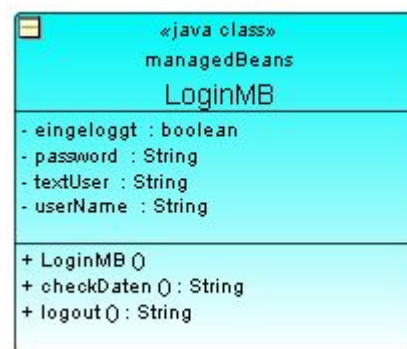 «java class»
managedBeans
LoginMB
- eingeloggt : boolean
- password : String
- textUser : String
- userName : String
+ LoginMB ()
+ checkDaten () : String
+ logout () : String